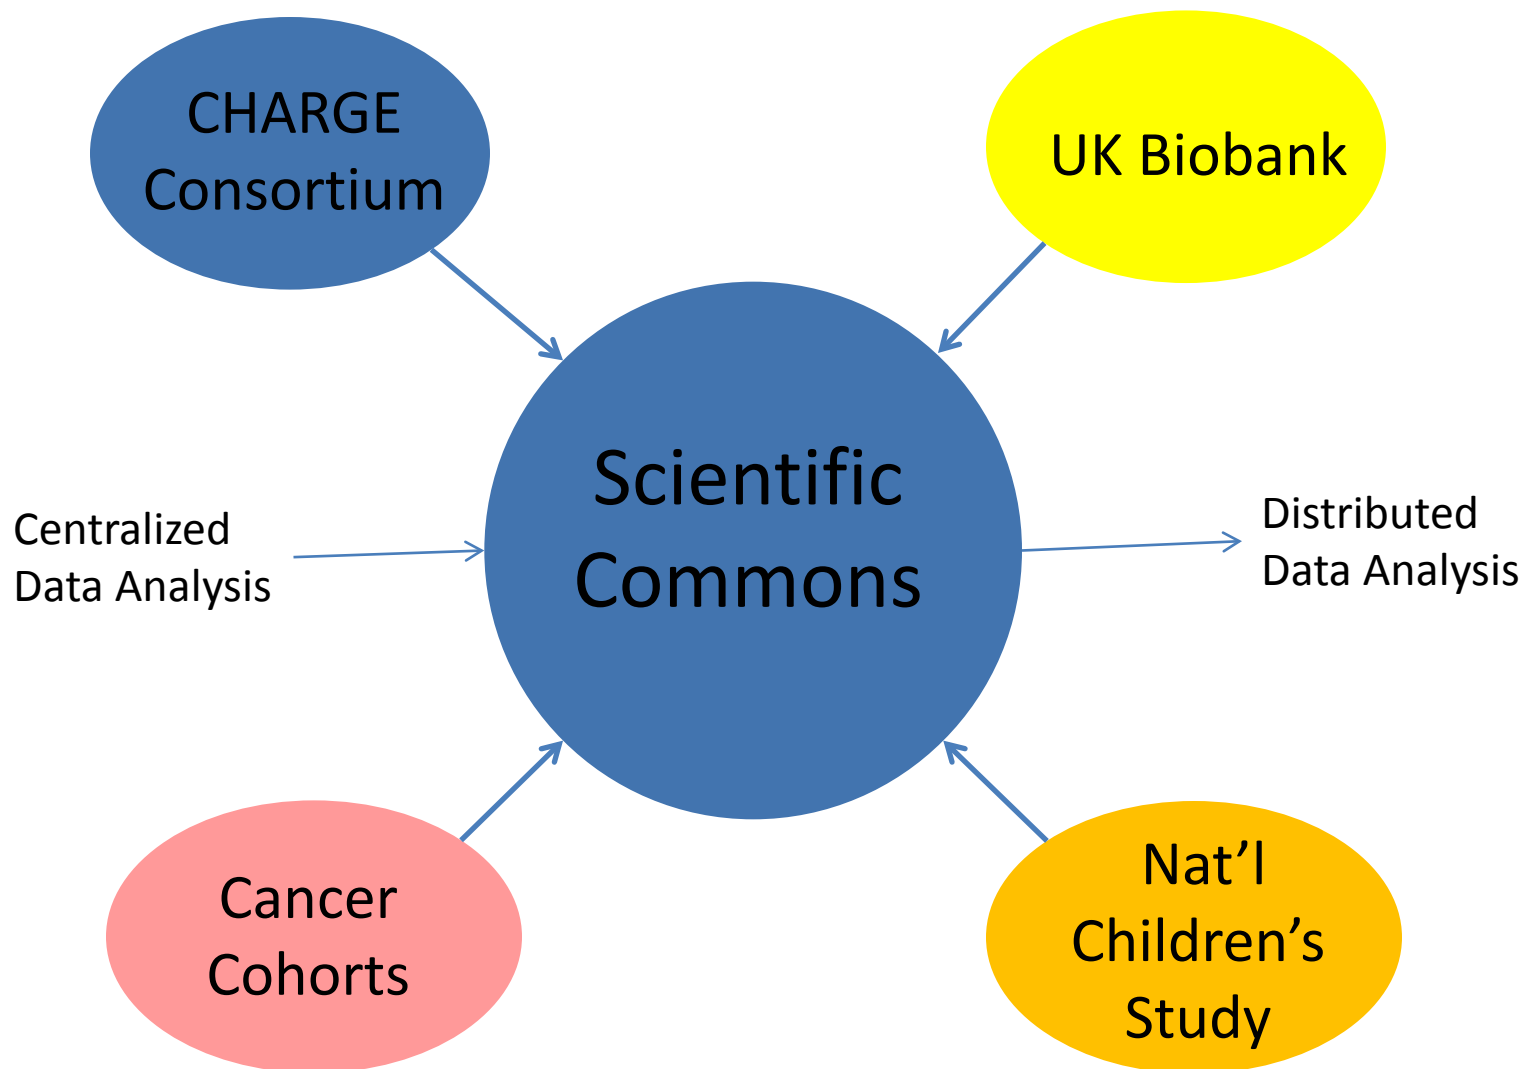 CHARGE
Consortium
UK Biobank
Scientific
Commons
Centralized
Data Analysis
Distributed
Data Analysis
Cancer
Cohorts
Nat’l
Children’s
Study